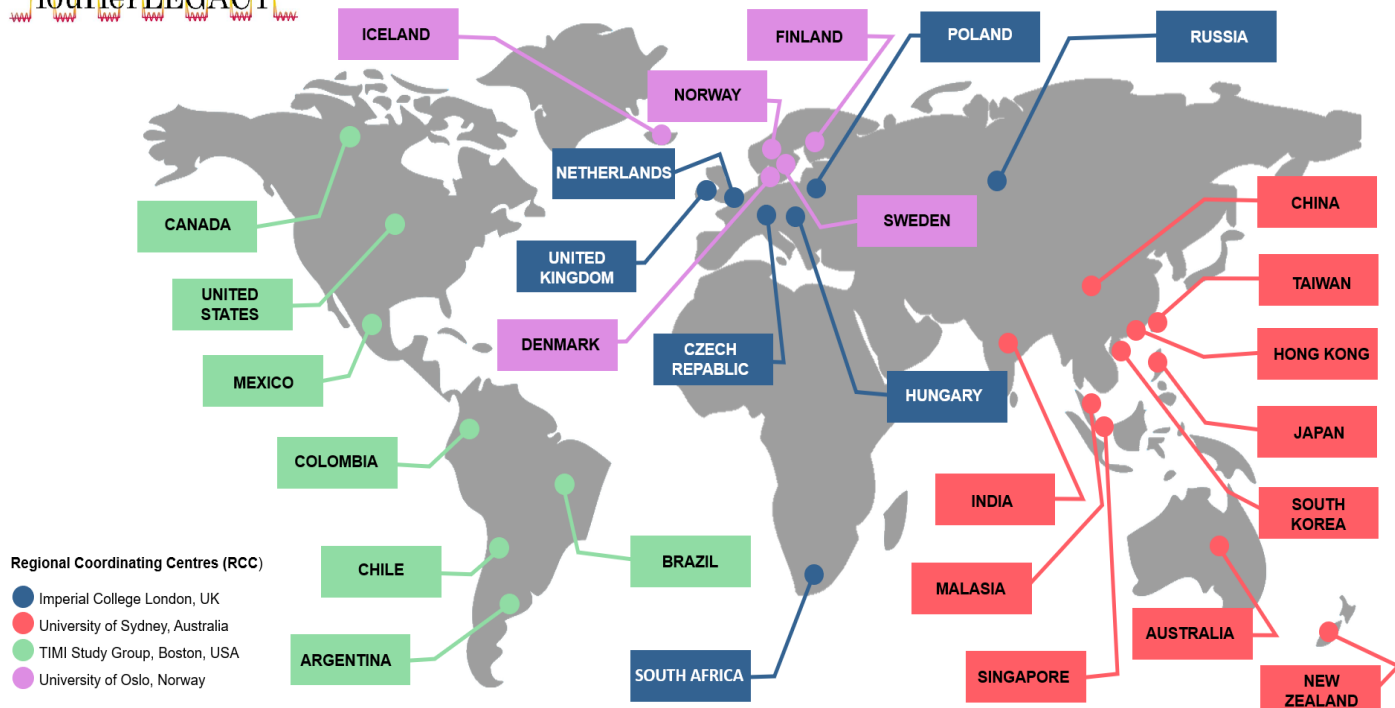 fourierLEGACY
ICELAND
FINLAND
POLAND
RUSSIA
NORWAY
NETHERLANDS
CHINA
CANADA
SWEDEN
UNITED
KINGDOM
TAIWAN
UNITED
STATES
DENMARK
CZECH
REPABLIC
HONG KONG
MEXICO
HUNGARY
JAPAN
COLOMBIA
INDIA
SOUTH
KOREA
BRAZIL
CHILE
MALASIA
AUSTRALIA
ARGENTINA
SOUTH AFRICA
SINGAPORE
NEW
ZEALAND
Regional Coordinating Centres (RCC)
Imperial College London, UK
University of Sydney, Australia
TIMI Study Group, Boston, USA
University of Oslo, Norway